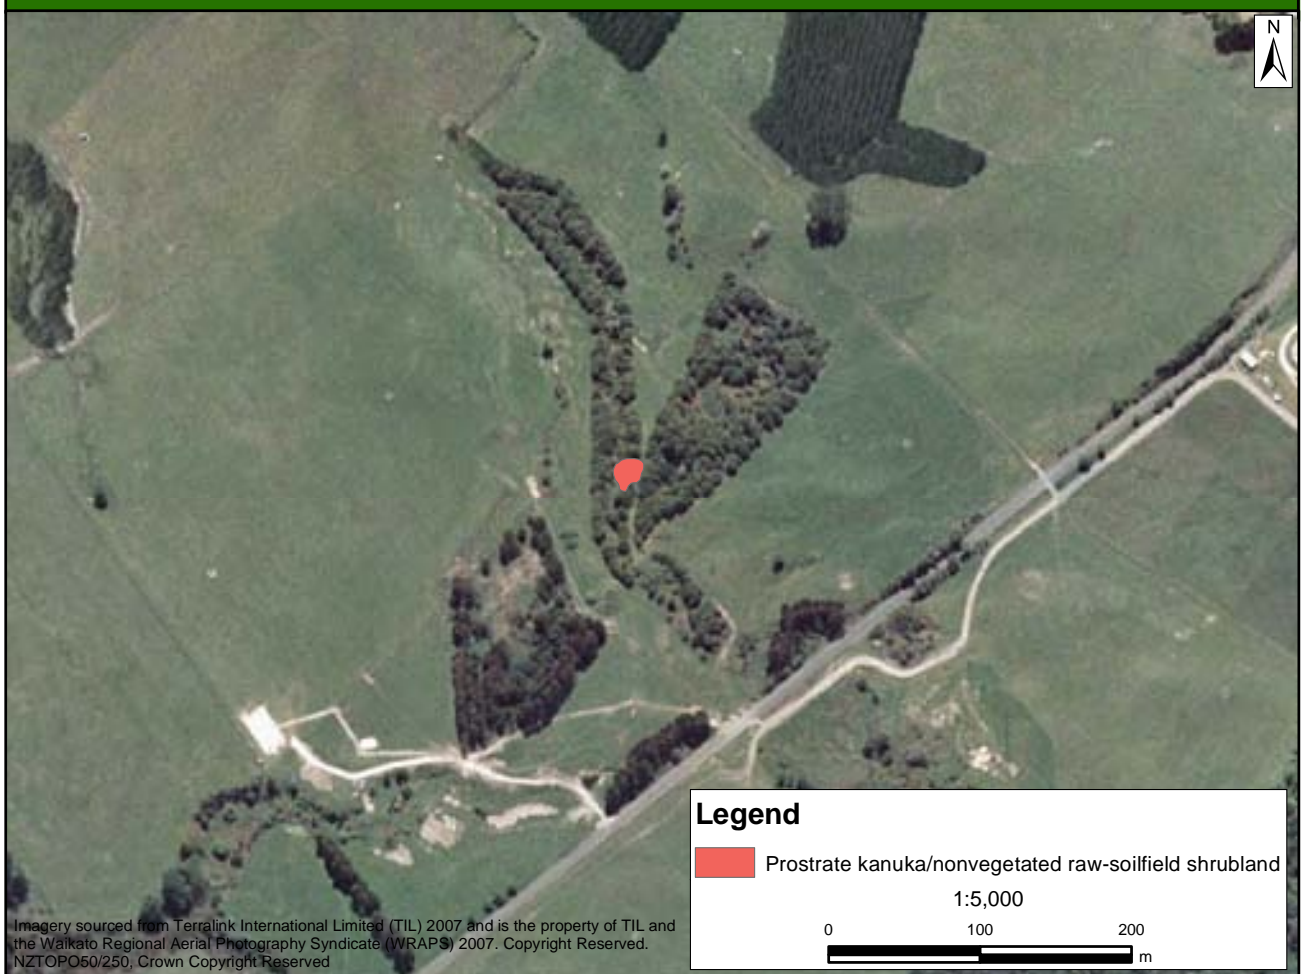 N
Legend
Prostrate kanuka/nonvegetated raw-soilfield shrubland
1:5,000
0 100 200
m
Imagery sourced from Terralink International Limited (TIL) 2007 and is the property of TIL and
the Waikato Regional Aerial Photography Syndicate (WRAPS) 2007. Copyright Reserved.
NZTOPO50/250, Crown Copyright Reserved